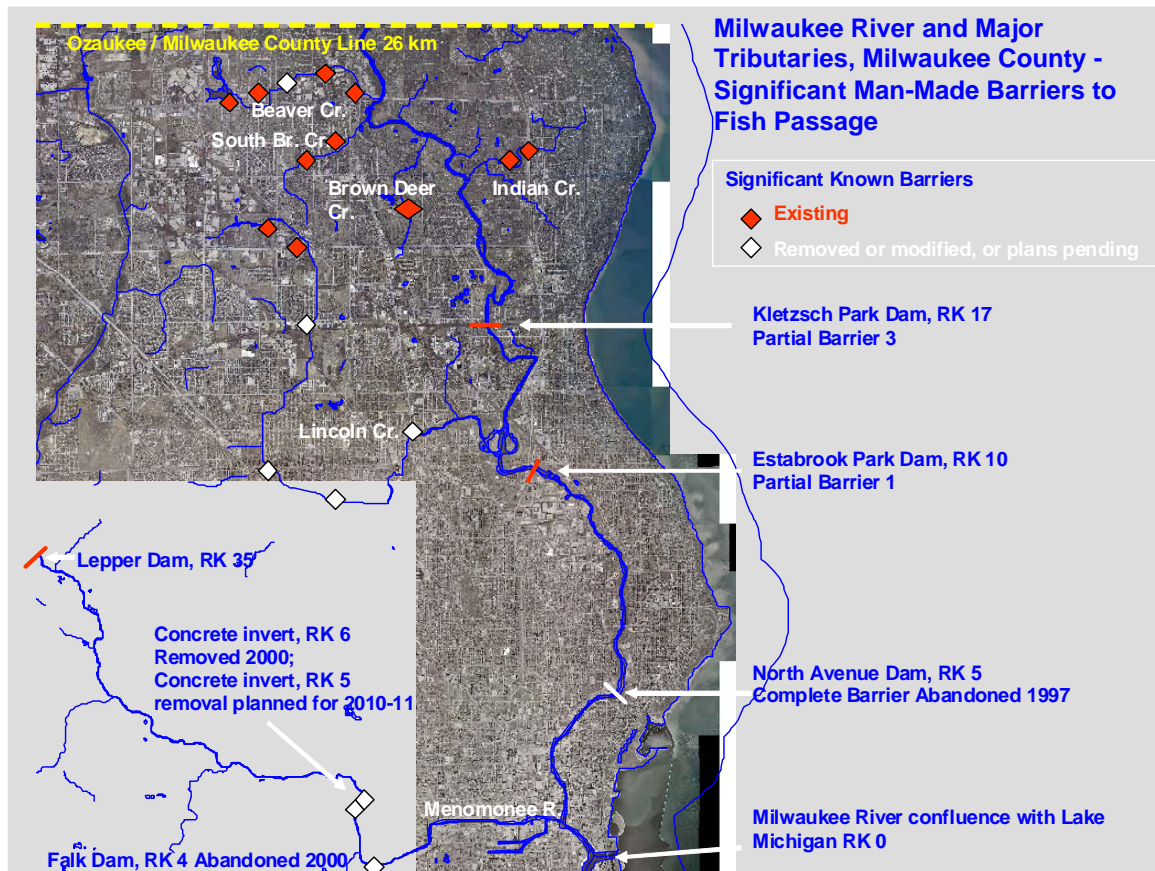 Ozaukee / Milwaukee County Line 26 km
Milwaukee River and Major
Tributaries, Milwaukee County -
Significant Man-Made Barriers to
Fish Passage
Significant Known Barriers
Existing
Removed or modified, or plans pending
Beaver Cr.
South Br. Cr.
Brown Deer
Cr.
Indian Cr.
Kletzsch Park Dam, RK 17
Partial Barrier 3
Lincoln Cr.
Estabrook Park Dam, RK 10
Partial Barrier 1
Lepper Dam, RK 35
Concrete invert, RK 6
Removed 2000;
Concrete invert, RK 5
removal planned for 2010-11
North Avenue Dam, RK 5
Complete Barrier Abandoned 1997
Menomonee R.
Milwaukee River confluence with Lake
Michigan RK 0
Falk Dam, RK 4 Abandoned 2000